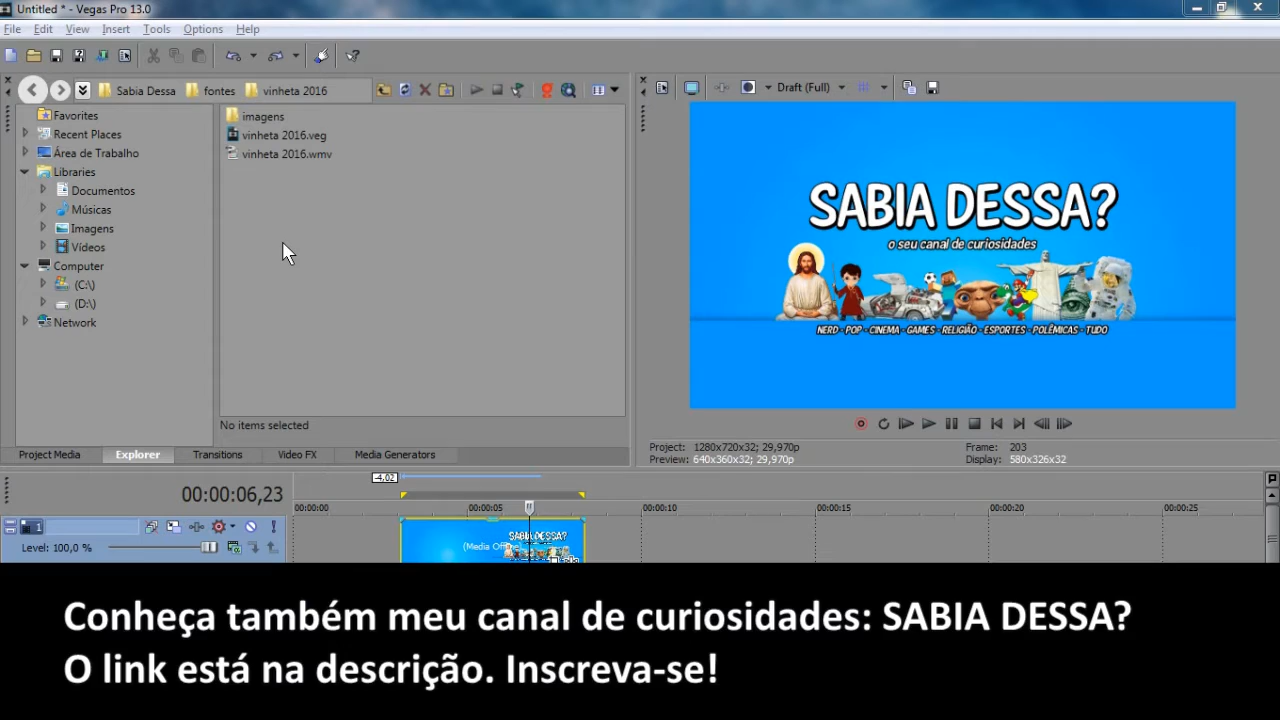 Untitled * - Vegas Pro 13.0
File Edit View Insert Tools Options Help
Sabia Dessa fontes vinheta 2016
Draft (Full)
Favorites
Recent Places
Área de Trabalho
Libraries
Documentos
Músicas
Imagens
Vídeos
Computer
(C:\)
(D:\)
Network
imagens
vinheta 2016.veg
vinheta 2016.wmv
No items selected
SABIA DESSA?
o seu canal de curiosidades
NERD - POP - CINEMA - GAMES - RELIGIÃO - ESPORTES - POLÊMICAS - TUDO
Project: 1280x720x32; 29,970p
Frame: 203
Preview: 640x360x32; 29,970p
Display: 580x326x32
Project Media Explorer Transitions Video FX Media Generators
-4.02
00:00:06,23
00:00:00 00:00:05 00:00:10 00:00:15 00:00:20 00:00:25
1
Level: 100,0 %
SABIA DESSA?
Conheça também meu canal de curiosidades: SABIA DESSA?
O link está na descrição. Inscreva-se!